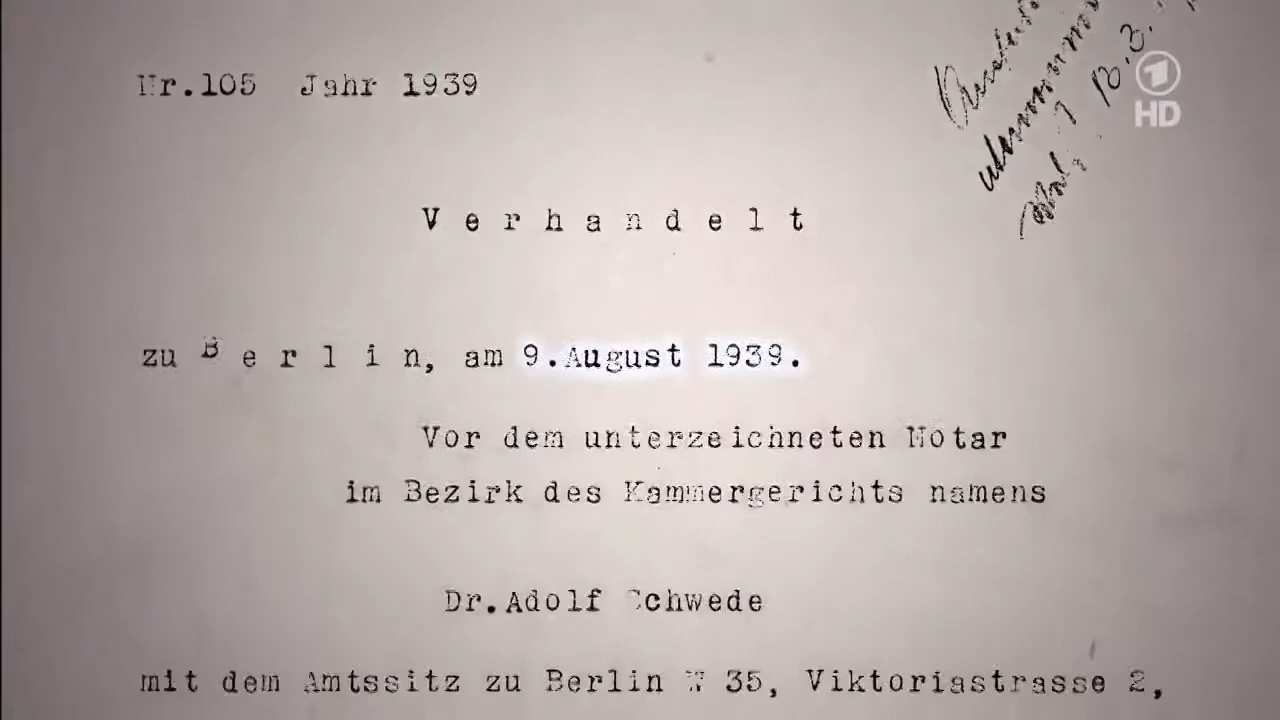 Nr.105 Jahr 1939
HD
V e r h a n d e l t
zu B e r l i n, am 9.August 1939.
Vor dem unterzeichneten Notar
im Bezirk des Kammergerichts namens
Dr.Adolf Schwede
mit dem Amtssitz zu Berlin W 35, Viktoriastrasse 2,